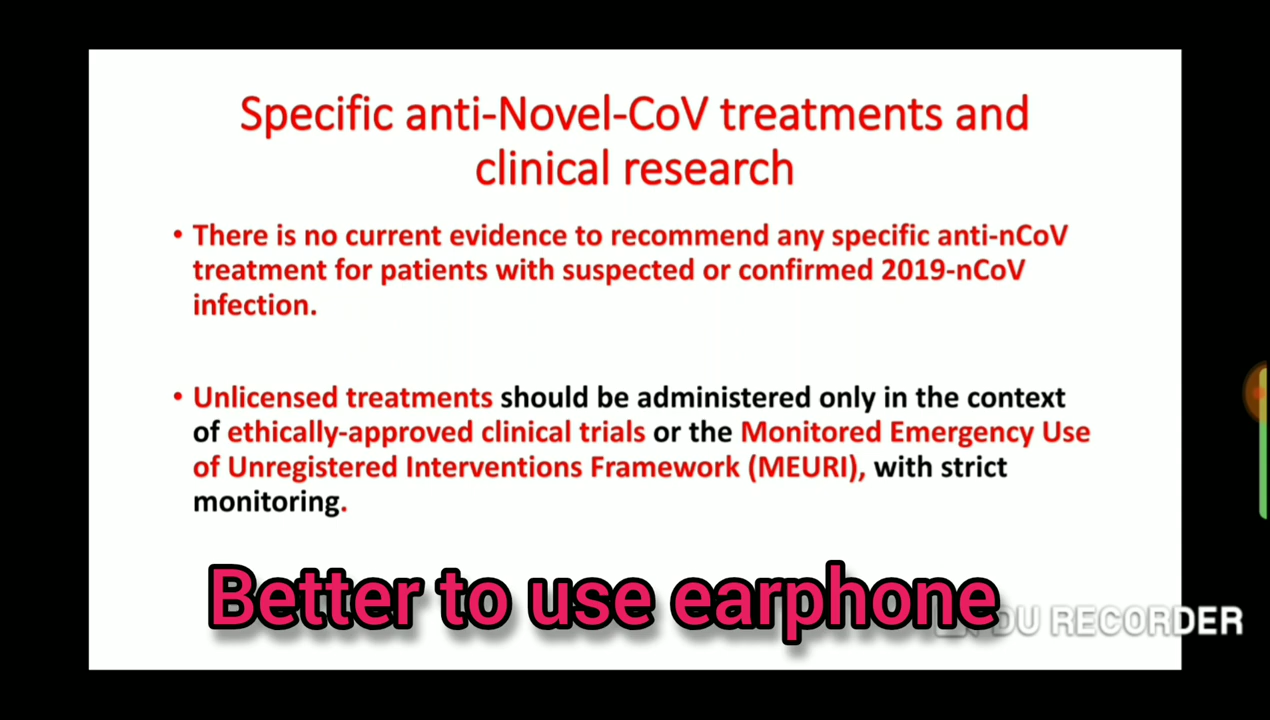 Specific anti-Novel-CoV treatments and
clinical research
• There is no current evidence to recommend any specific anti-nCoV
treatment for patients with suspected or confirmed 2019-nCoV
infection.
• Unlicensed treatments should be administered only in the context
of ethically-approved clinical trials or the Monitored Emergency Use
of Unregistered Interventions Framework (MEURI), with strict
monitoring.
Better to use earphone
DU RECORDER